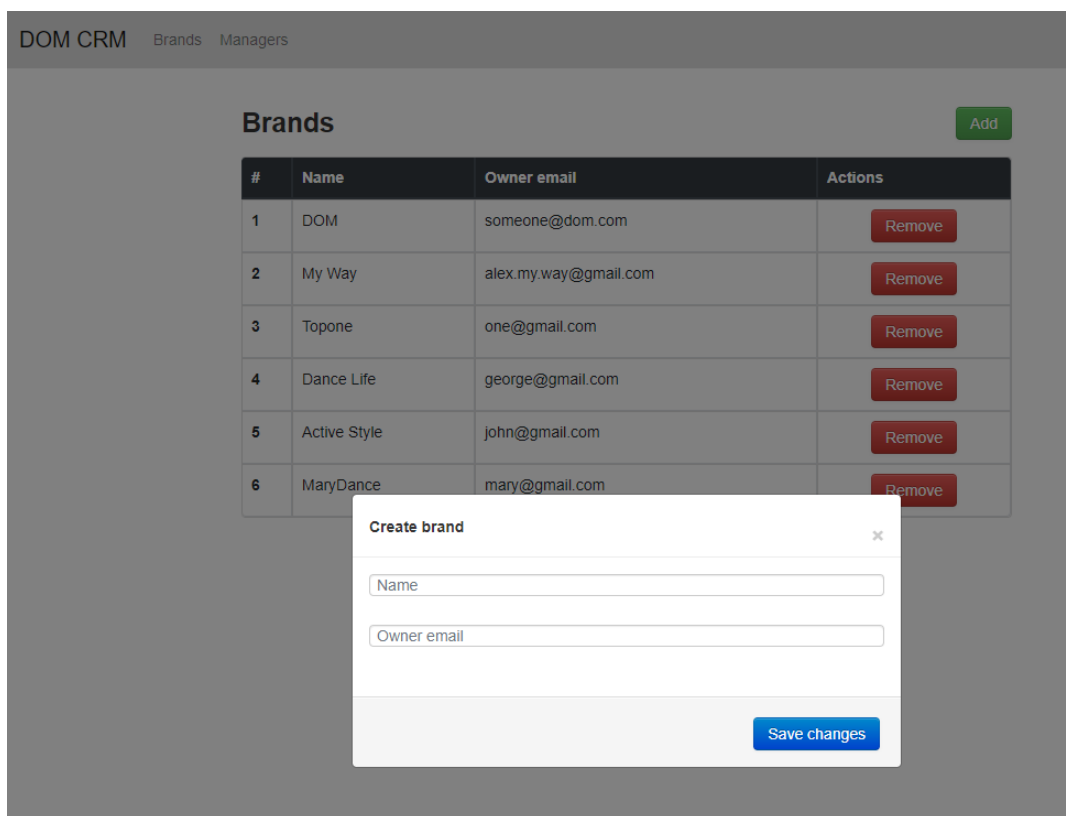 DOM CRM Brands Managers
Brands Add
# Name Owner email Actions
1 DOM someone@dom.com Remove
2 My Way alex.my.way@gmail.com Remove
3 Topone one@gmail.com Remove
4 Dance Life george@gmail.com Remove
5 Active Style john@gmail.com Remove
6 MaryDance mary@gmail.com Remove
Create brand ×
Name
Owner email
Save changes